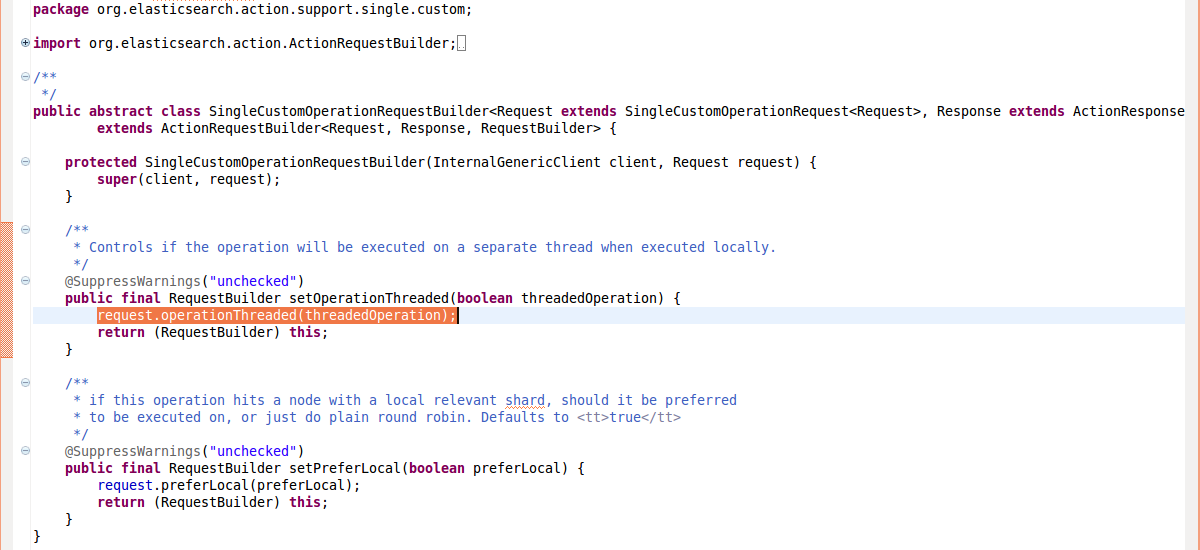 package org.elasticsearch.action.support.single.custom;
import org.elasticsearch.action.ActionRequestBuilder;
/**
 */
public abstract class SingleCustomOperationRequestBuilder<Request extends SingleCustomOperationRequest<Request>, Response extends ActionResponse
        extends ActionRequestBuilder<Request, Response, RequestBuilder> {
    protected SingleCustomOperationRequestBuilder(InternalGenericClient client, Request request) {
        super(client, request);
    }
    /**
     * Controls if the operation will be executed on a separate thread when executed locally.
     */
    @SuppressWarnings("unchecked")
    public final RequestBuilder setOperationThreaded(boolean threadedOperation) {
        request.operationThreaded(threadedOperation);
        return (RequestBuilder) this;
    }
    /**
     * if this operation hits a node with a local relevant shard, should it be preferred
     * to be executed on, or just do plain round robin. Defaults to <tt>true</tt>
     */
    @SuppressWarnings("unchecked")
    public final RequestBuilder setPreferLocal(boolean preferLocal) {
        request.preferLocal(preferLocal);
        return (RequestBuilder) this;
    }
}